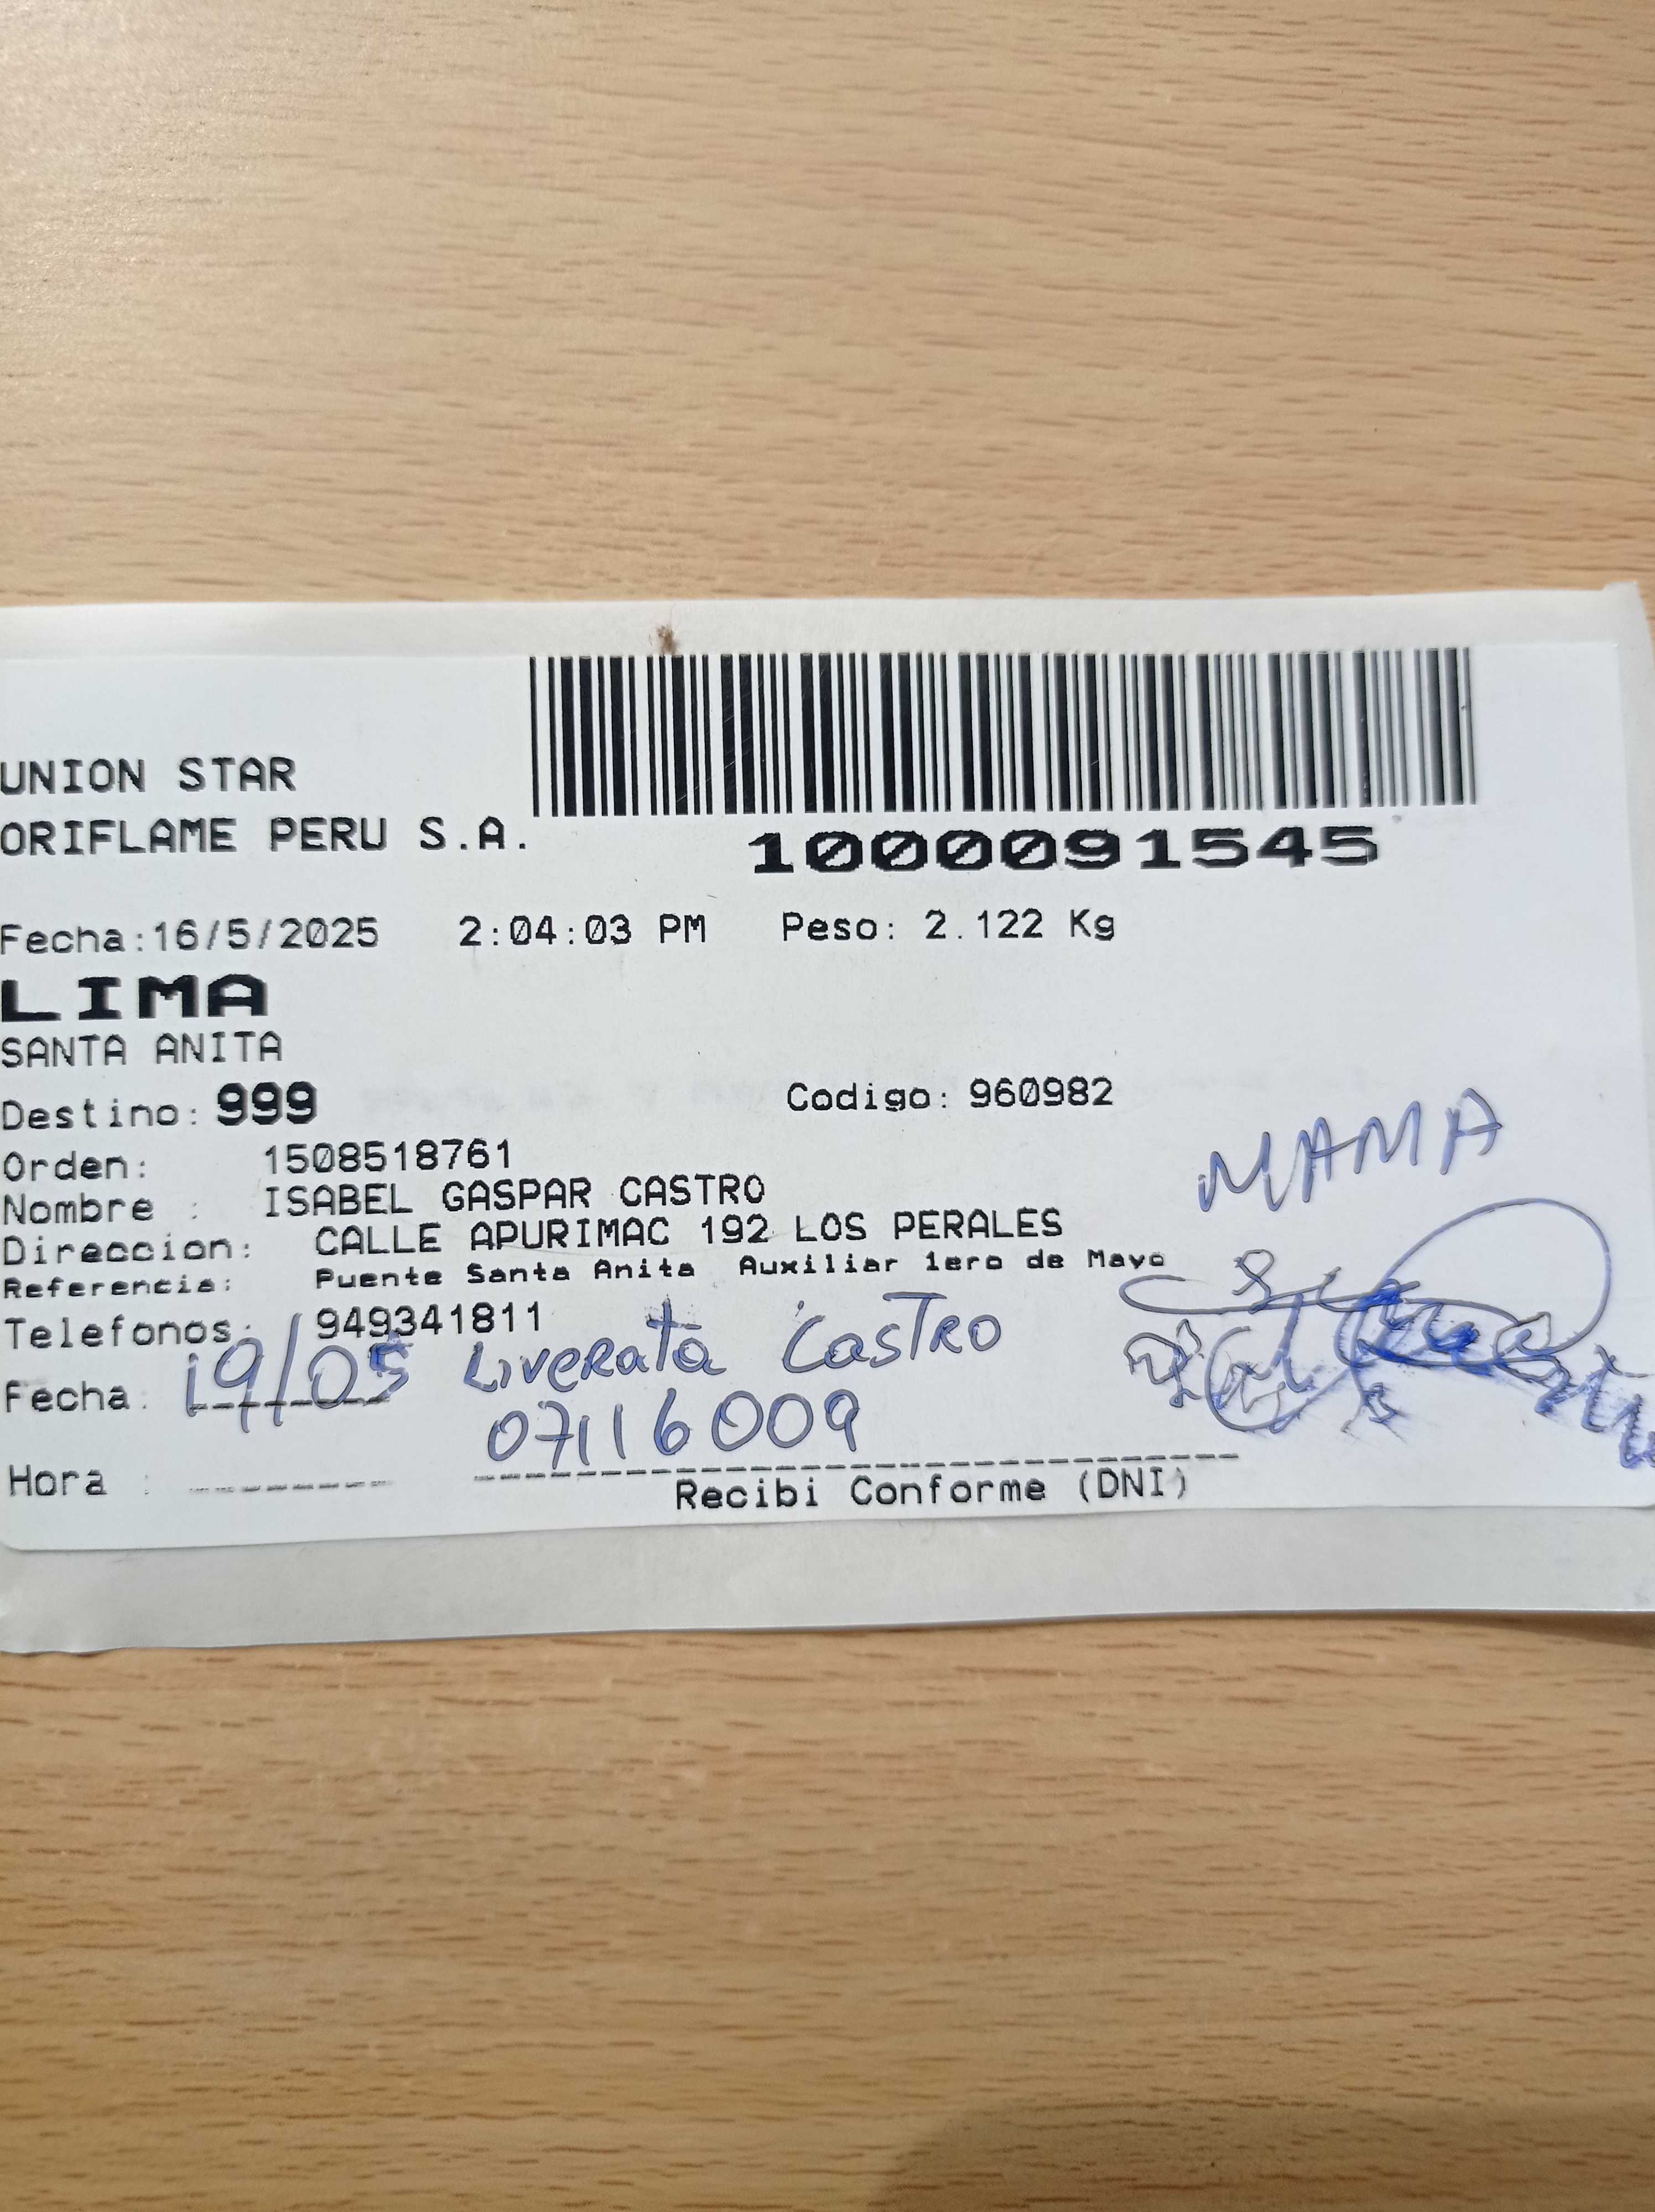 UNION STAR
ORIFLAME PERU S.A.
1000091545
Fecha:16/5/2025 2:04:03 PM Peso: 2.122 Kg
LIMA
SANTA ANITA
Destino: 999 Codigo: 960982
Orden: 1508518761
Nombre : ISABEL GASPAR CASTRO
Direccion: CALLE APURIMAC 192 LOS PERALES
Referencia: Puente Santa Anita Auxiliar 1ero de Mayo
Telefonos: 949341811
MAMA
Fecha: 19/05 Liverata Castro
07116009
Hora :
Recibi Conforme (DNI)